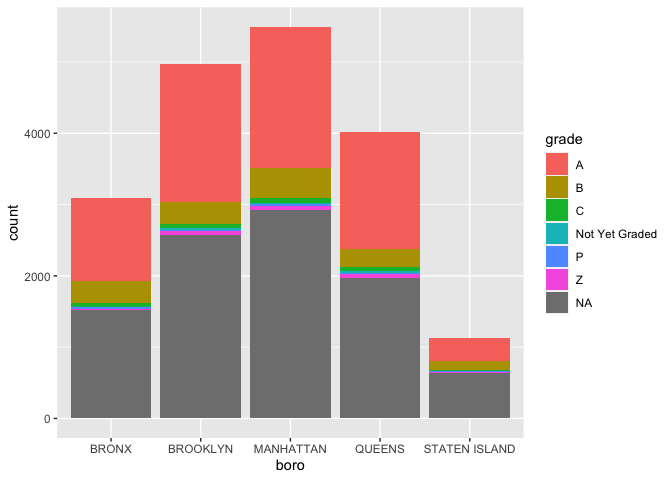 4000
2000
0
count
BRONX
BROOKLYN
MANHATTAN
QUEENS
STATEN ISLAND
boro
grade
A
B
C
Not Yet Graded
P
Z
NA